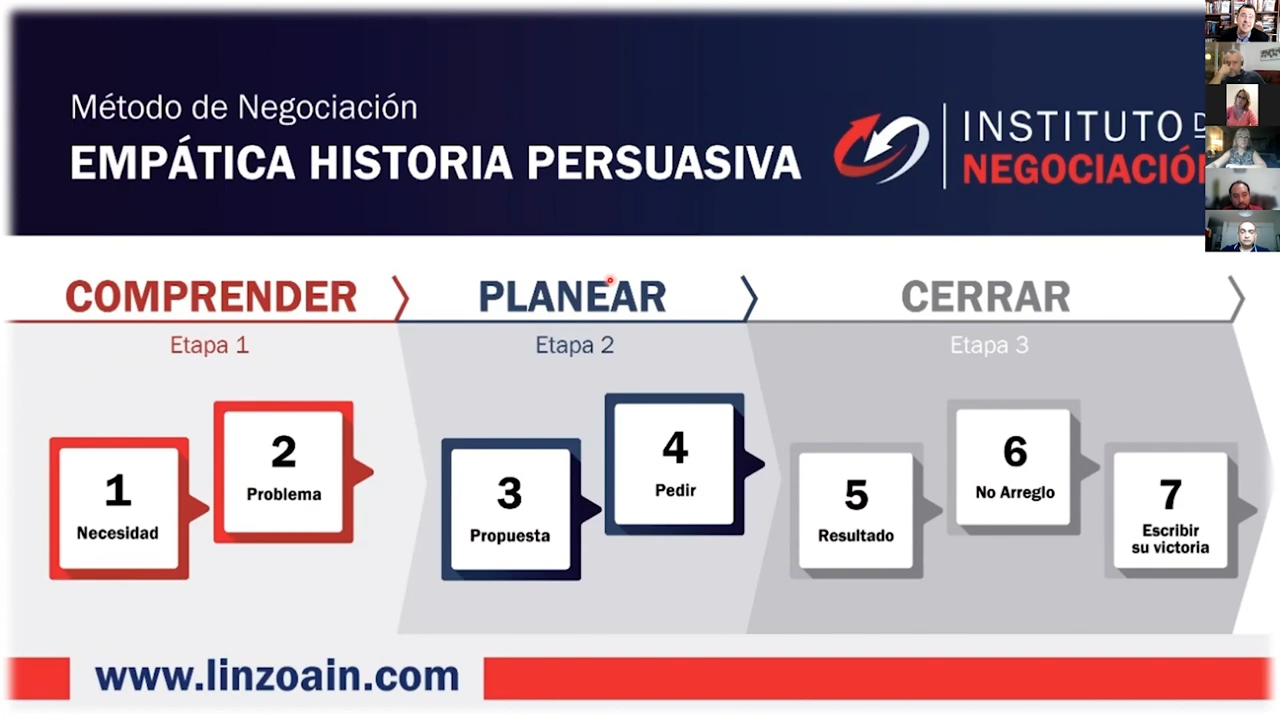 Método de Negociación
EMPÁTICA HISTORIA PERSUASIVA
INSTITUTO
NEGOCIACIÓN
COMPRENDER
PLANEAR
CERRAR
Etapa 1
Etapa 2
Etapa 3
1
Necesidad
2
Problema
3
Propuesta
4
Pedir
5
Resultado
6
No Arreglo
7
Escribir
su victoria
www.linzoain.com